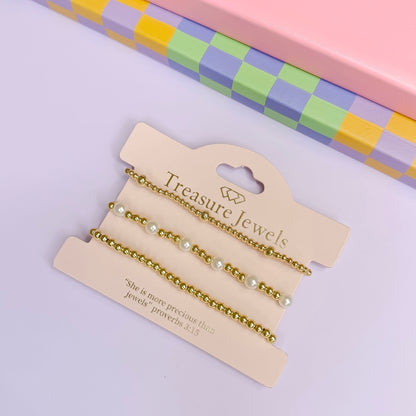 Treasure Jewels
"She is more precious than
jewels" proverbs 3:15